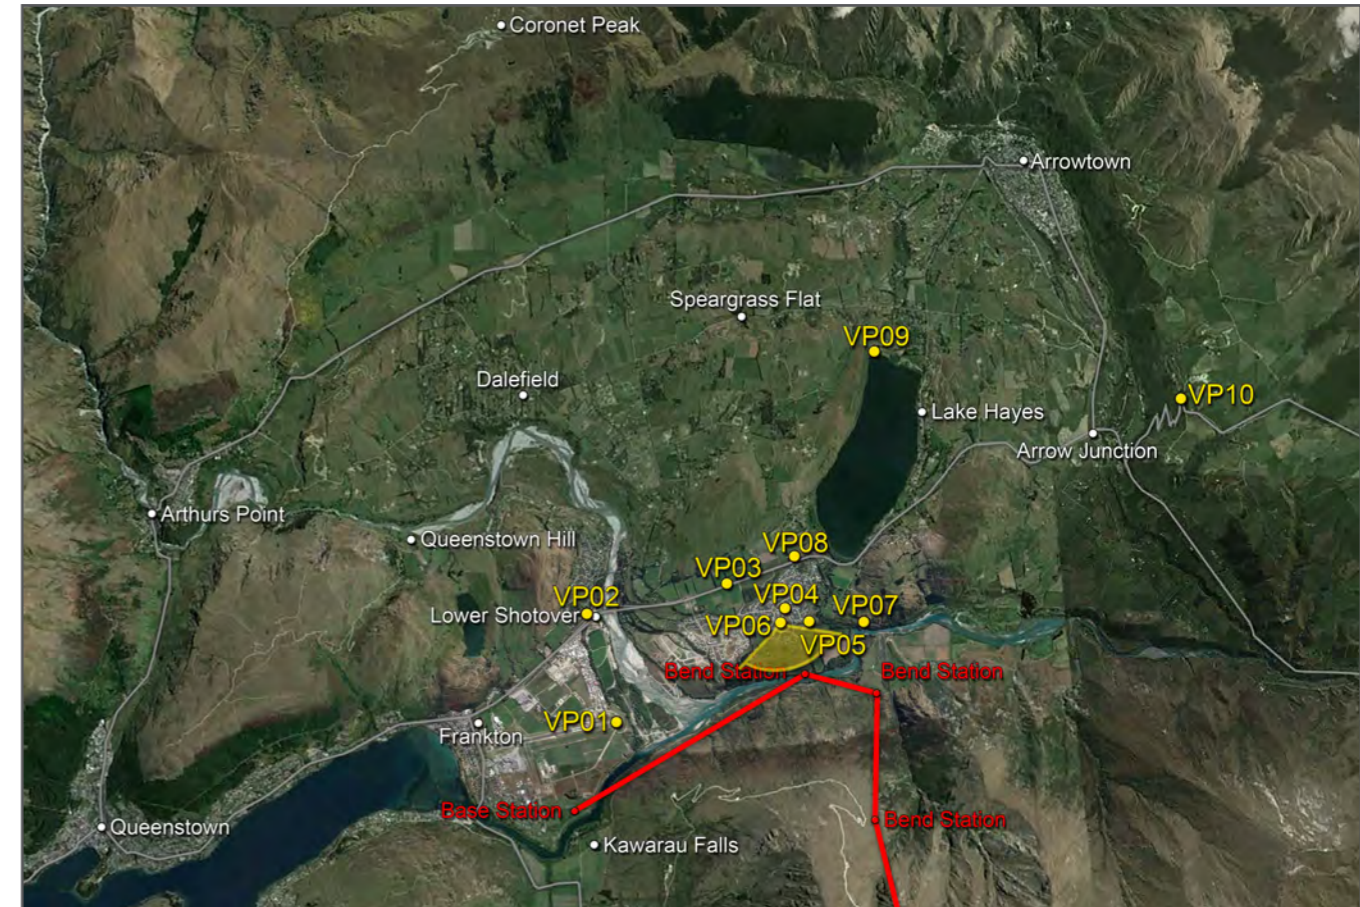 Coronet Peak
Arrowtown
Speargrass Flat
VP09
Dalefield
VP10
Lake Hayes
Arrow Junction
Arthurs Point
Queenstown Hill
VP08
VP03
VP02
VP04
Lower Shotover
VP06
VP07
VP05
Bend Station
Bend Station
VP01
Frankton
Base Station
Bend Station
Queenstown
Kawarau Falls